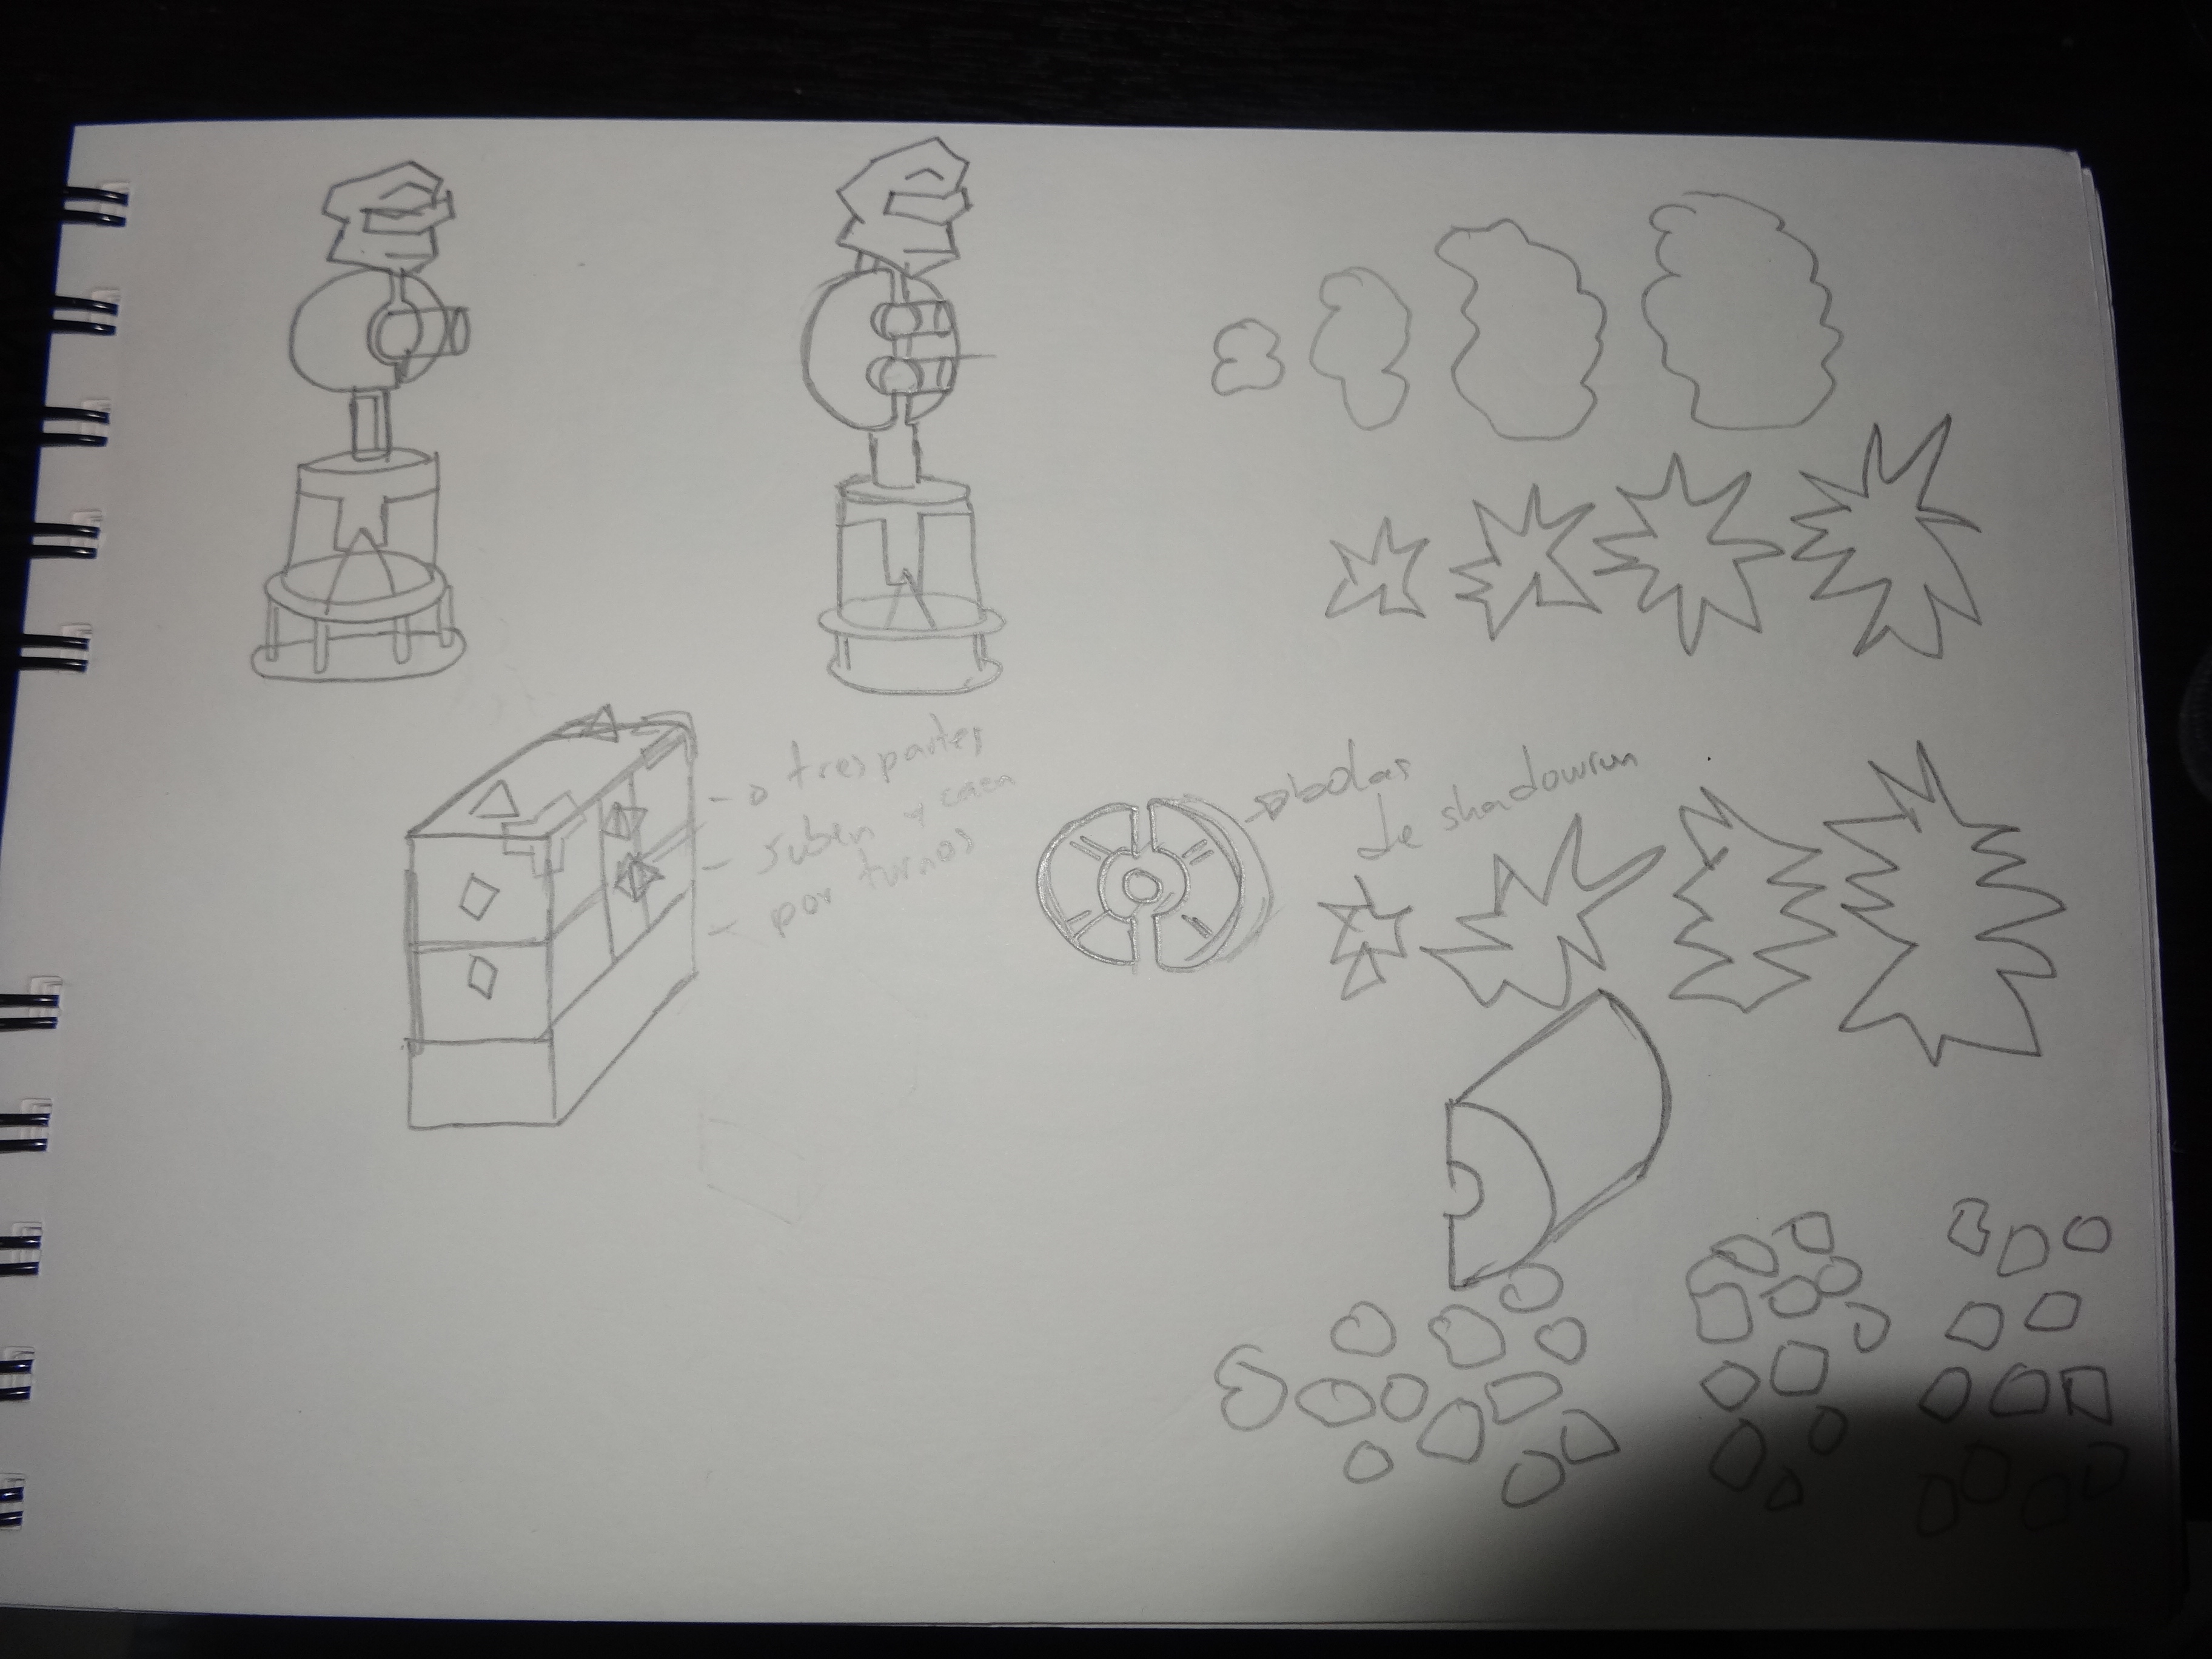 tres partes
suben y caen
por turnos
bolas
de shadowrun